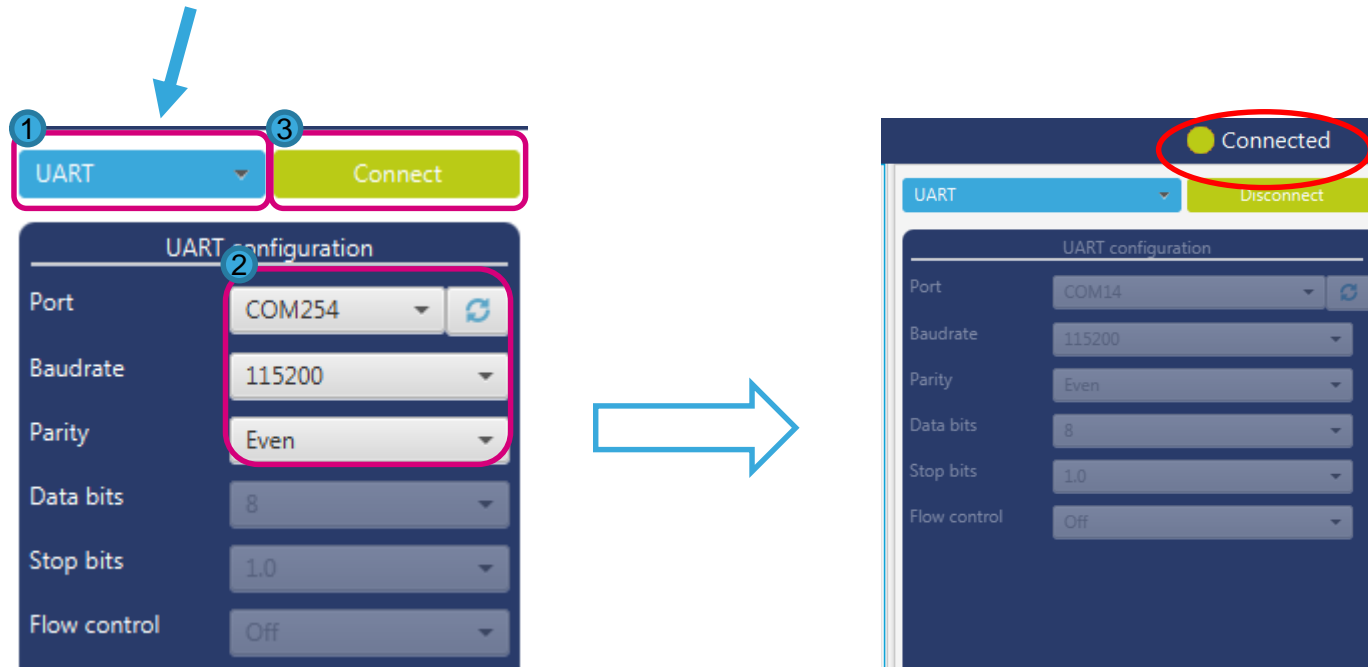 1
3
UART
Connect
UART configuration
2
Port
COM254
Baudrate
115200
Parity
Even
Data bits
8
Stop bits
1.0
Flow control
Off
Connected
UART
Disconnect
UART configuration
Port
COM14
Baudrate
115200
Parity
Even
Data bits
8
Stop bits
1.0
Flow control
Off